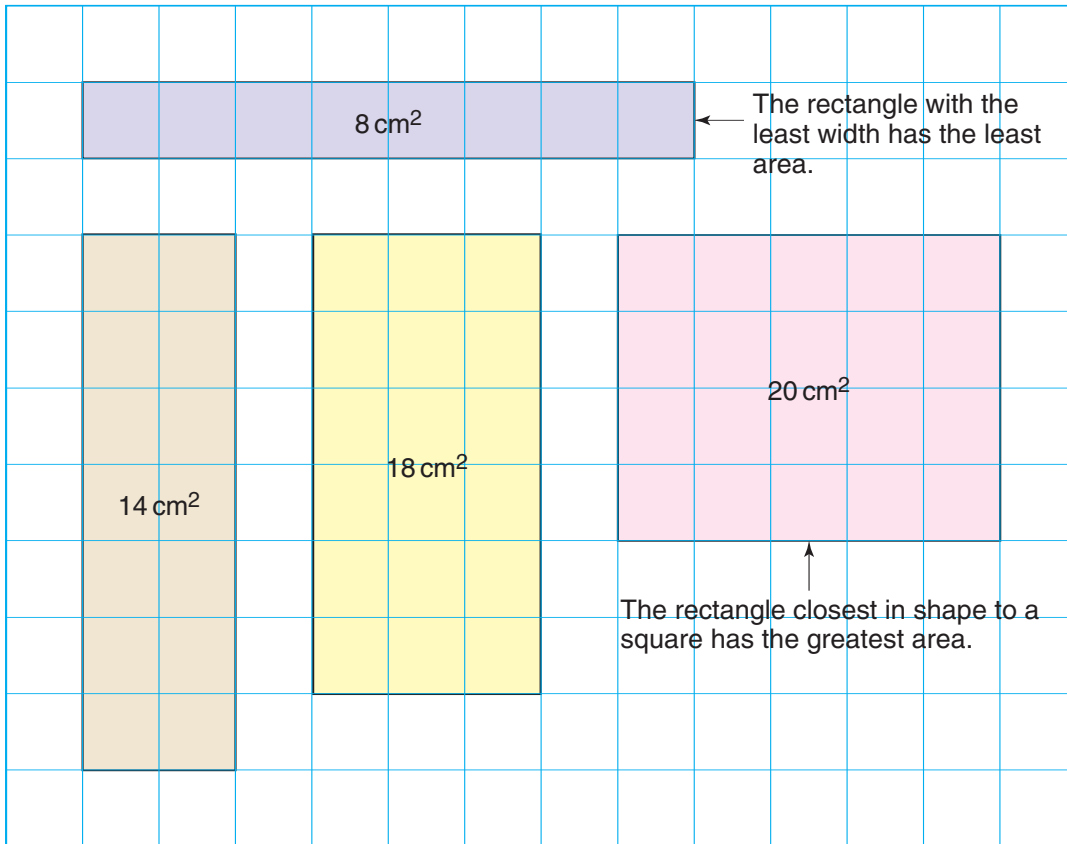 8 cm²
The rectangle with the
least width has the least
area.
14 cm²
18 cm²
20 cm²
The rectangle closest in shape to a
square has the greatest area.